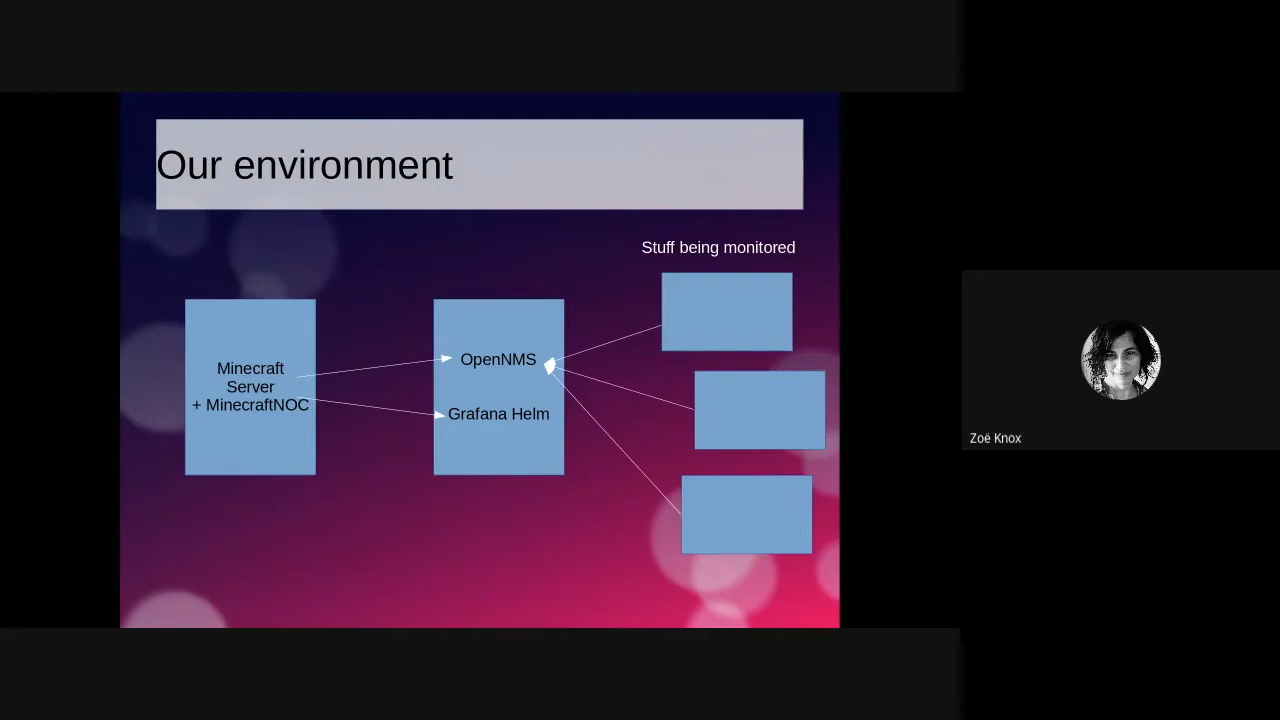 Our environment
Stuff being monitored
Minecraft
Server
+ MinecraftNOC
OpenNMS
Grafana Helm
Zoë Knox